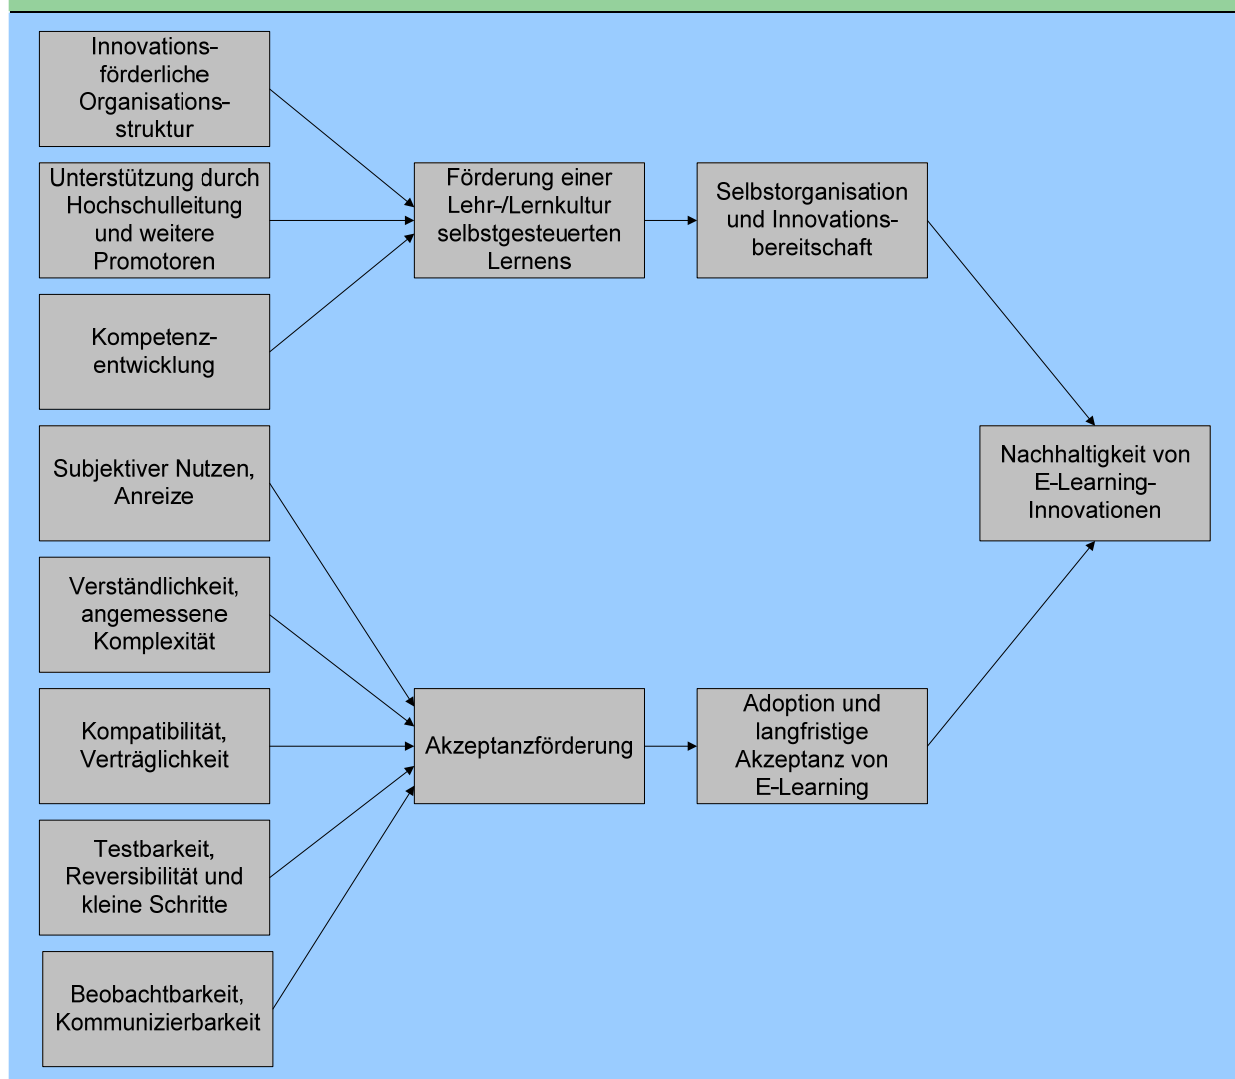 Innovations-
förderliche
Organisations-
struktur
Unterstützung durch
Hochschulleitung
und weitere
Promotoren
Kompetenz-
entwicklung
Subjektiver Nutzen,
Anreize
Verständlichkeit,
angemessene
Komplexität
Kompatibilität,
Verträglichkeit
Testbarkeit,
Reversibilität und
kleine Schritte
Beobachtbarkeit,
Kommunizierbarkeit
Förderung einer
Lehr-/Lernkultur
selbstgesteuerten
Lernens
Akzeptanzförderung
Selbstorganisation
und Innovations-
bereitschaft
Adoption und
langfristige
Akzeptanz von
E-Learning
Nachhaltigkeit von
E-Learning-
Innovationen